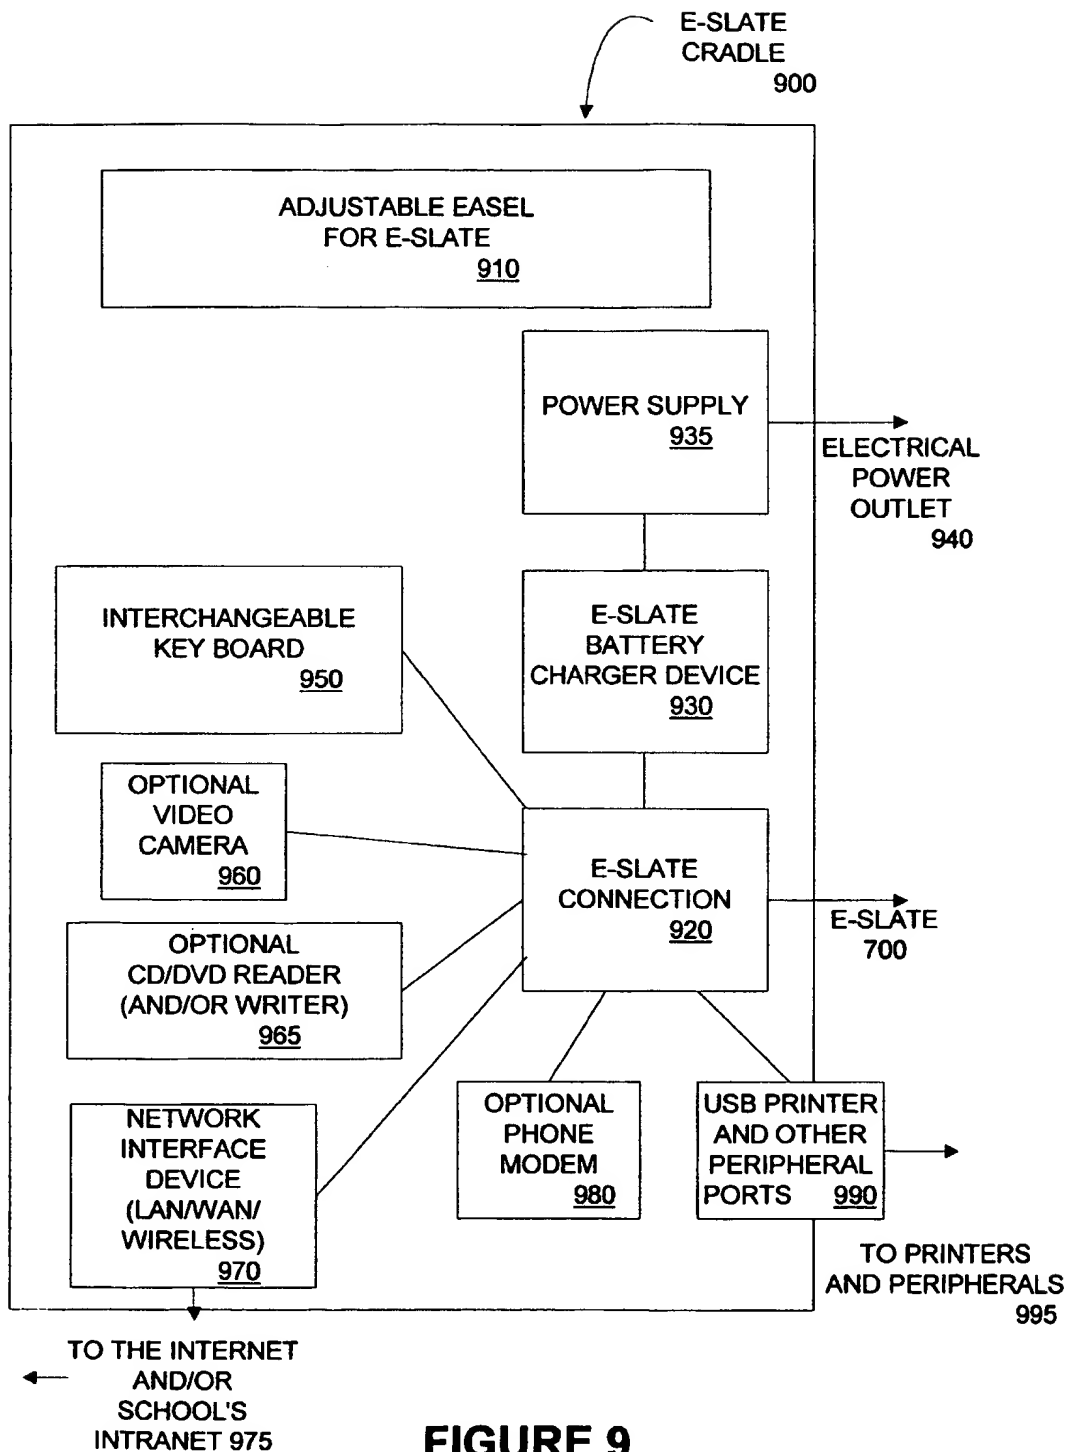 E-SLATE
CRADLE
900
ADJUSTABLE EASEL
FOR E-SLATE
910
POWER SUPPLY
935
ELECTRICAL
POWER
OUTLET
940
INTERCHANGEABLE
KEY BOARD
950
E-SLATE
BATTERY
CHARGER DEVICE
930
OPTIONAL
VIDEO
CAMERA
960
E-SLATE
CONNECTION
920
E-SLATE
700
OPTIONAL
CD/DVD READER
(AND/OR WRITER)
965
NETWORK
INTERFACE
DEVICE
(LAN/WAN/
WIRELESS)
970
OPTIONAL
PHONE
MODEM
980
USB PRINTER
AND OTHER
PERIPHERAL
PORTS 990
TO PRINTERS
AND PERIPHERALS
995
TO THE INTERNET
AND/OR
SCHOOL'S
INTRANET 975
FIGURE 9